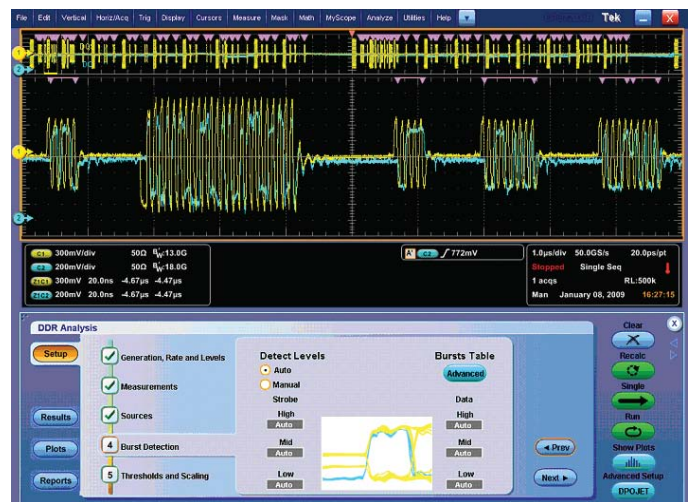 File Edit Vertical Horiz/Acq Trig Display Cursors Measure Mask Math MyScope Analyze Utilities Help Tek X
1
2
1
2
C1 300mV/div 50Ω BW:13.0G
C2 200mV/div 50Ω BW:18.0G
Z1C1 300mV 20.0ns -4.67µs -4.47µs
Z1C2 200mV 20.0ns -4.67µs -4.47µs
A' C2 772mV
1.0µs/div 50.0GS/s 20.0ps/pt
Stopped Single Seq
1 acqs RL:500k
Man January 08, 2009 16:27:15
DDR Analysis
Setup
Results
Plots
Reports
Generation, Rate and Levels
Measurements
Sources
4 Burst Detection
5 Thresholds and Scaling
Detect Levels
Auto
Manual
Strobe
High
Auto
Mid
Auto
Low
Auto
Bursts Table
Advanced
Data
High
Auto
Mid
Auto
Low
Auto
Prev
Next
Clear X
Recalc
Single
Run
Show Plots
Advanced Setup
DPOJET